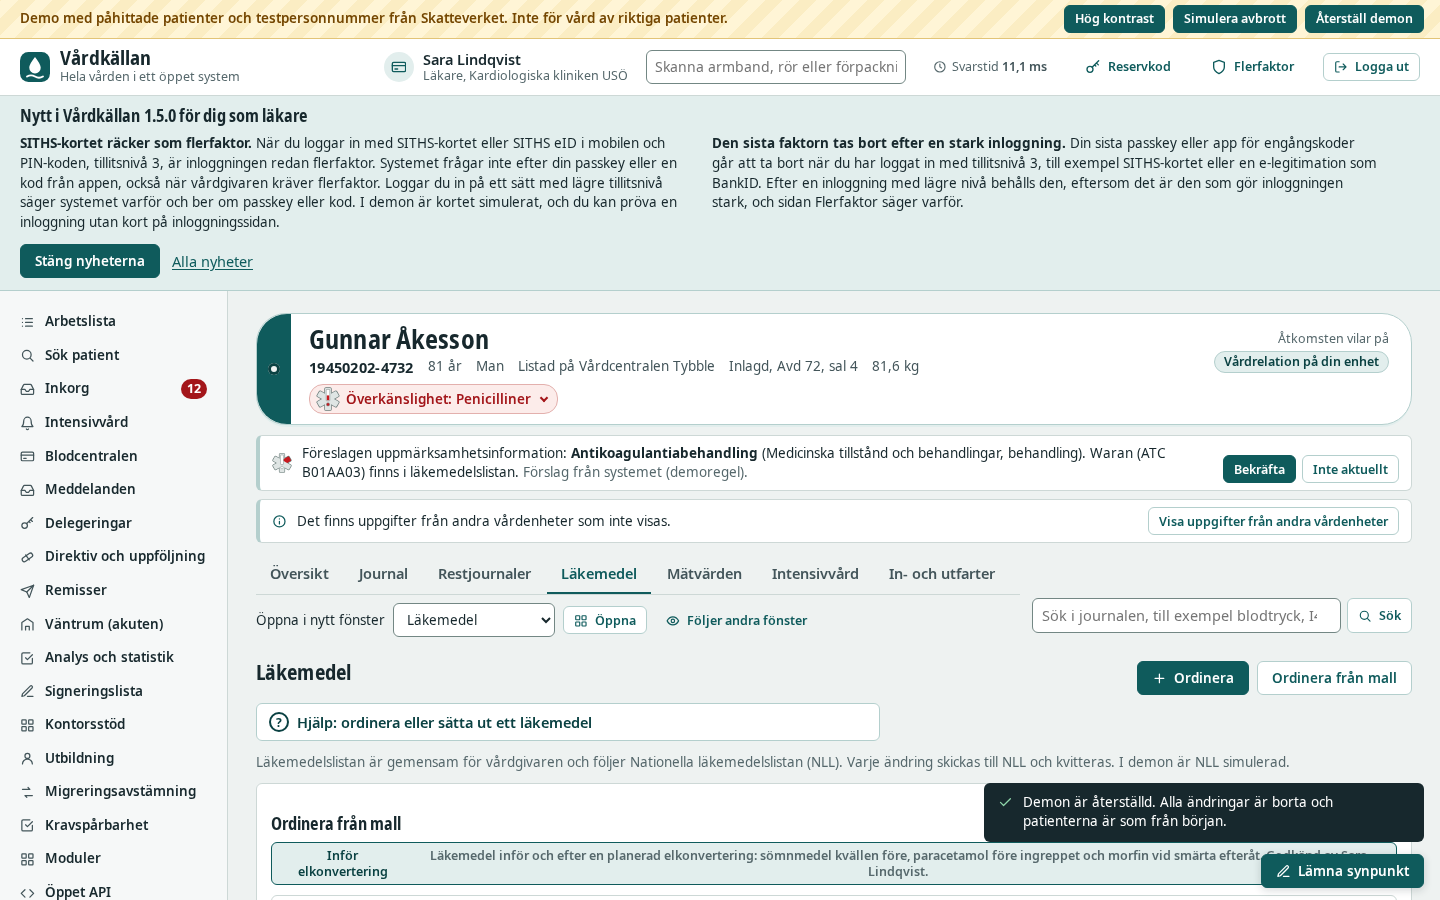 Demo med påhittade patienter och testpersonnummer från Skatteverket. Inte för vård av riktiga patienter.
Hög kontrast
Simulera avbrott
Återställ demon
Vårdkällan
Hela vården i ett öppet system
Sara Lindqvist
Läkare, Kardiologiska kliniken USÖ
Skanna armband, rör eller förpackni
Svarstid 11,1 ms
Reservkod
Flerfaktor
Logga ut
Nytt i Vårdkällan 1.5.0 för dig som läkare
SITHS-kortet räcker som flerfaktor. När du loggar in med SITHS-kortet eller SITHS eID i mobilen och
PIN-koden, tillitsnivå 3, är inloggningen redan flerfaktor. Systemet frågar inte efter din passkey eller en
kod från appen, också när vårdgivaren kräver flerfaktor. Loggar du in på ett sätt med lägre tillitsnivå
säger systemet varför och ber om passkey eller kod. I demon är kortet simulerat, och du kan pröva en
inloggning utan kort på inloggningssidan.
Den sista faktorn tas bort efter en stark inloggning. Din sista passkey eller app för engångskoder
går att ta bort när du har loggat in med tillitsnivå 3, till exempel SITHS-kortet eller en e-legitimation som
BankID. Efter en inloggning med lägre nivå behålls den, eftersom det är den som gör inloggningen
stark, och sidan Flerfaktor säger varför.
Stäng nyheterna
Alla nyheter
Arbetslista
Sök patient
Inkorg
12
Intensivvård
Blodcentralen
Meddelanden
Delegeringar
Direktiv och uppföljning
Remisser
Väntrum (akuten)
Analys och statistik
Signeringslista
Kontorsstöd
Utbildning
Migreringsavstämning
Kravspårbarhet
Moduler
Öppet API
Gunnar Åkesson
19450202-4732
81 år
Man
Listad på Vårdcentralen Tybble
Inlagd, Avd 72, sal 4
81,6 kg
Överkänslighet: Penicilliner
Åtkomsten vilar på
Vårdrelation på din enhet
Föreslagen uppmärksamhetsinformation: Antikoagulantiabehandling (Medicinska tillstånd och behandlingar, behandling). Waran (ATC
B01AA03) finns i läkemedelslistan. Förslag från systemet (demoregel).
Bekräfta
Inte aktuellt
Det finns uppgifter från andra vårdenheter som inte visas.
Visa uppgifter från andra vårdenheter
Översikt
Journal
Restjournaler
Läkemedel
Mätvärden
Intensivvård
In- och utfarter
Öppna i nytt fönster
Läkemedel
Öppna
Följer andra fönster
Sök i journalen, till exempel blodtryck, I
Sök
Läkemedel
Ordinera
Ordinera från mall
Hjälp: ordinera eller sätta ut ett läkemedel
Läkemedelslistan är gemensam för vårdgivaren och följer Nationella läkemedelslistan (NLL). Varje ändring skickas till NLL och kvitteras. I demon är NLL simulerad.
Ordinera från mall
Demon är återställd. Alla ändringar är borta och
patienterna är som från början.
Inför
elkonvertering
Läkemedel inför och efter en planerad elkonvertering: sömnmedel kvällen före, paracetamol före ingreppet och morfin vid smärta efteråt. Godkänd av Sara
Lindqvist.
Lämna synpunkt